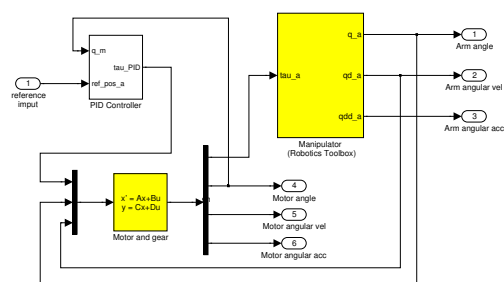 q_m
tau_PID
ref_pos_a
PID Controller
1
reference
imput
tau_a
q_a
qd_a
qdd_a
Manipulator
(Robotics Toolbox)
1
Arm angle
2
Arm angular vel
3
Arm angular acc
x' = Ax+Bu
y = Cx+Du
Motor and gear
4
Motor angle
5
Motor angular vel
6
Motor angular acc